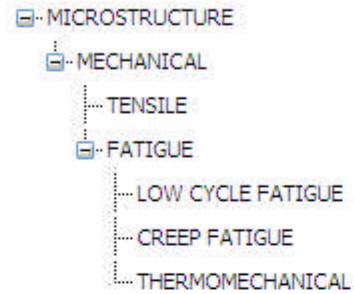 MICROSTRUCTURE
MECHANICAL
TENSILE
FATIGUE
LOW CYCLE FATIGUE
CREEP FATIGUE
THERMOMECHANICAL